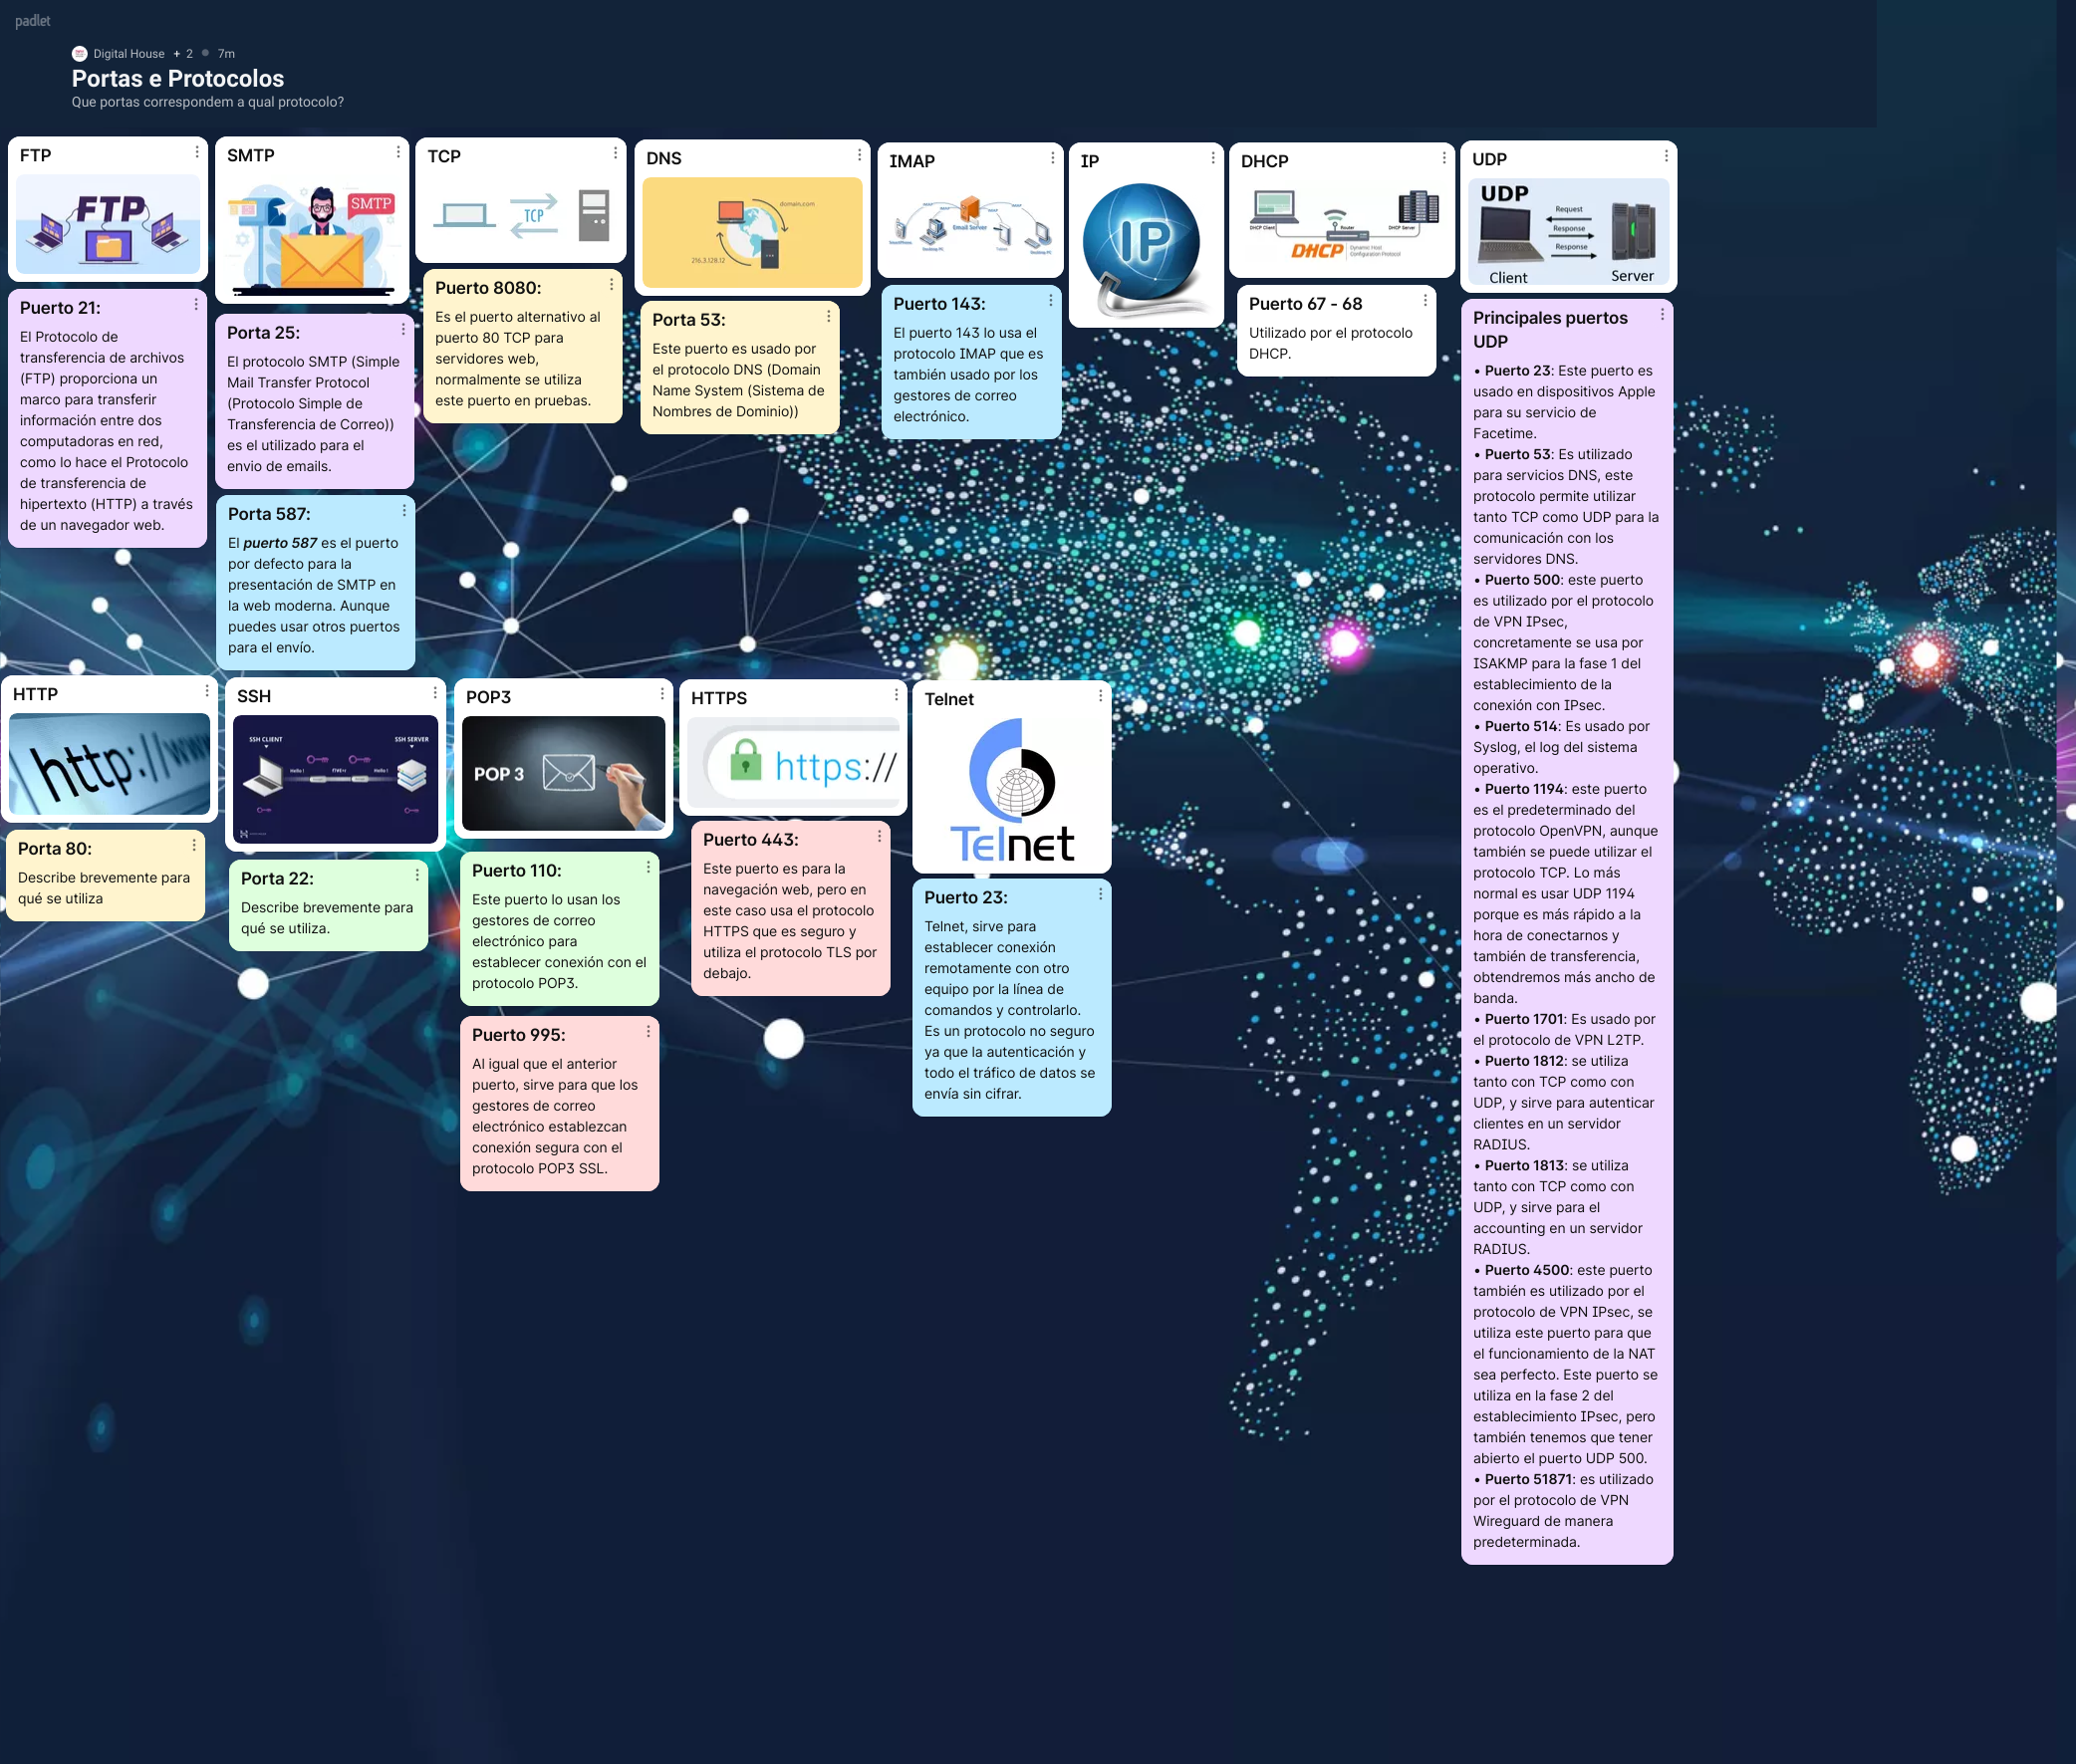 padlet
Digital House + 2 • 7m
Portas e Protocolos
Que portas correspondem a qual protocolo?
FTP
FTP
Puerto 21:
El Protocolo de
transferencia de archivos
(FTP) proporciona un
marco para transferir
información entre dos
computadoras en red,
como lo hace el Protocolo
de transferencia de
hipertexto (HTTP) a través
de un navegador web.
SMTP
SMTP
Porta 25:
El protocolo SMTP (Simple
Mail Transfer Protocol
(Protocolo Simple de
Transferencia de Correo))
es el utilizado para el
envio de emails.
Porta 587:
El puerto 587 es el puerto
por defecto para la
presentación de SMTP en
la web moderna. Aunque
puedes usar otros puertos
para el envío.
TCP
TCP
Puerto 8080:
Es el puerto alternativo al
puerto 80 TCP para
servidores web,
normalmente se utiliza
este puerto en pruebas.
DNS
domain.com
216.3.128.12
Porta 53:
Este puerto es usado por
el protocolo DNS (Domain
Name System (Sistema de
Nombres de Dominio))
IMAP
Email Server
SmartPhone
Desktop PC
Tablet
Desktop PC
Puerto 143:
El puerto 143 lo usa el
protocolo IMAP que es
también usado por los
gestores de correo
electrónico.
IP
IP
DHCP
DHCP Client
Router
DHCP Server
DHCP
Dynamic Host
Configuration Protocol
Puerto 67 - 68
Utilizado por el protocolo
DHCP.
UDP
UDP
Request
Response
Response
Client
Server
Principales puertos
UDP
• Puerto 23: Este puerto es
usado en dispositivos Apple
para su servicio de
Facetime.
• Puerto 53: Es utilizado
para servicios DNS, este
protocolo permite utilizar
tanto TCP como UDP para la
comunicación con los
servidores DNS.
• Puerto 500: este puerto
es utilizado por el protocolo
de VPN IPsec,
concretamente se usa por
ISAKMP para la fase 1 del
establecimiento de la
conexión con IPsec.
• Puerto 514: Es usado por
Syslog, el log del sistema
operativo.
• Puerto 1194: este puerto
es el predeterminado del
protocolo OpenVPN, aunque
también se puede utilizar el
protocolo TCP. Lo más
normal es usar UDP 1194
porque es más rápido a la
hora de conectarnos y
también de transferencia,
obtendremos más ancho de
banda.
• Puerto 1701: Es usado por
el protocolo de VPN L2TP.
• Puerto 1812: se utiliza
tanto con TCP como con
UDP, y sirve para autenticar
clientes en un servidor
RADIUS.
• Puerto 1813: se utiliza
tanto con TCP como con
UDP, y sirve para el
accounting en un servidor
RADIUS.
• Puerto 4500: este puerto
también es utilizado por el
protocolo de VPN IPsec, se
utiliza este puerto para que
el funcionamiento de la NAT
sea perfecto. Este puerto se
utiliza en la fase 2 del
establecimiento IPsec, pero
también tenemos que tener
abierto el puerto UDP 500.
• Puerto 51871: es utilizado
por el protocolo de VPN
Wireguard de manera
predeterminada.
HTTP
http://www
Porta 80:
Describe brevemente para
qué se utiliza
SSH
SSH CLIENT
SSH SERVER
Porta 22:
Describe brevemente para
qué se utiliza.
POP3
POP 3
Puerto 110:
Este puerto lo usan los
gestores de correo
electrónico para
establecer conexión con el
protocolo POP3.
Puerto 995:
Al igual que el anterior
puerto, sirve para que los
gestores de correo
electrónico establezcan
conexión segura con el
protocolo POP3 SSL.
HTTPS
https://
Puerto 443:
Este puerto es para la
navegación web, pero en
este caso usa el protocolo
HTTPS que es seguro y
utiliza el protocolo TLS por
debajo.
Telnet
Telnet
Puerto 23:
Telnet, sirve para
establecer conexión
remotamente con otro
equipo por la línea de
comandos y controlarlo.
Es un protocolo no seguro
ya que la autenticación y
todo el tráfico de datos se
envía sin cifrar.